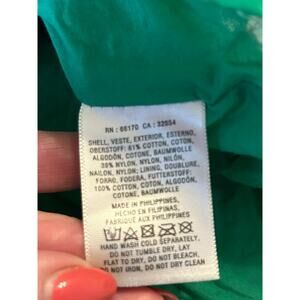 RN : 66170 CA : 32554
SHELL, VESTE, EXTERIOR, ESTERNO,
OBERSTOFF: 61% COTTON, COTON,
ALGODÓN, COTONE, BAUMWOLLE
39% NYLON, NYLON, NILÓN,
NAILON, NYLON; LINING, DOUBLURE,
FORRO, FODERA, FUTTERSTOFF:
100% COTTON, COTON, ALGODON,
COTONE, BAUMWOLLE
MADE IN PHILIPPINES,
HECHO EN FILIPINAS,
FABRIQUÉ AUX PHILIPPINES
HAND WASH COLD SEPARATELY,
DO NOT TUMBLE DRY, LAY
FLAT TO DRY, DO NOT BLEACH,
DO NOT IRON, DO NOT DRY CLEAN